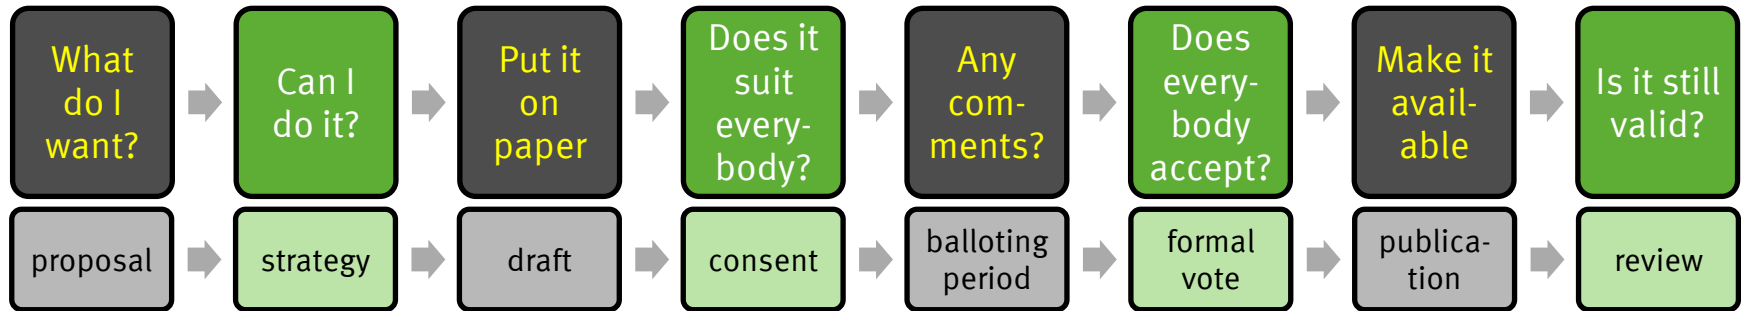 What
do I
want?
Can I
do it?
Put it
on
paper
Does it
suit
every-
body?
Any
com-
ments?
Does
every-
body
accept?
Make it
avail-
able
Is it still
valid?
proposal
strategy
draft
consent
balloting
period
formal
vote
publica-
tion
review